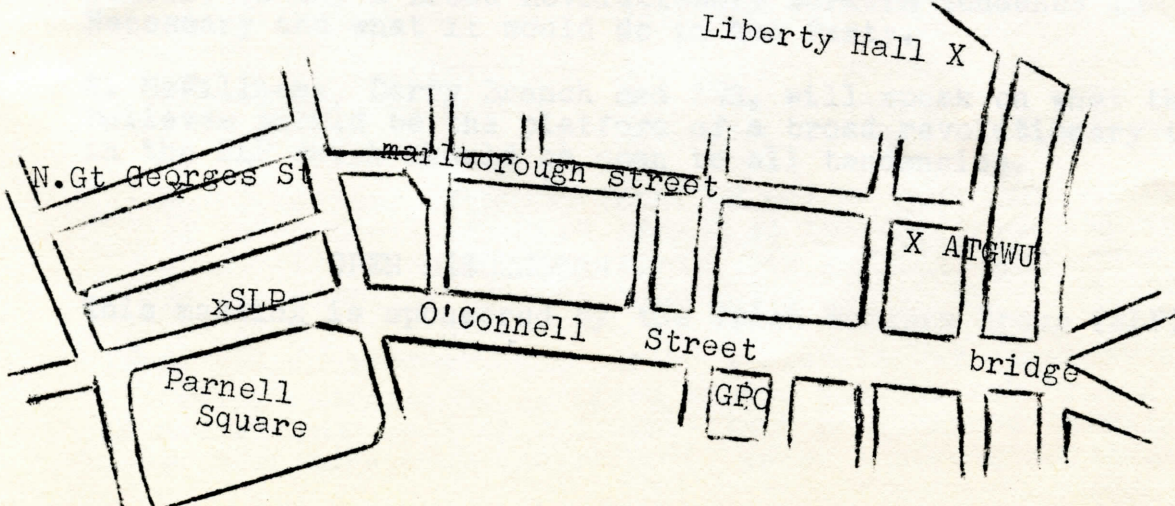 Liberty Hall X
N.Gt Georges St
marlborough street
X ATGWU
xSLP
O'Connell Street
bridge
Parnell
Square
GPO